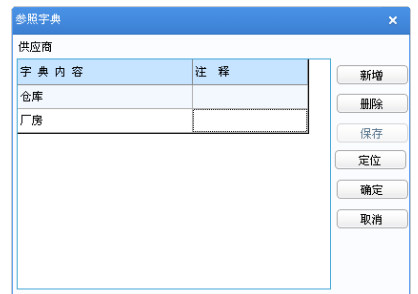 参照字典
供应商
字 典 内 容 注 释
仓库
厂房
新增
删除
保存
定位
确定
取消